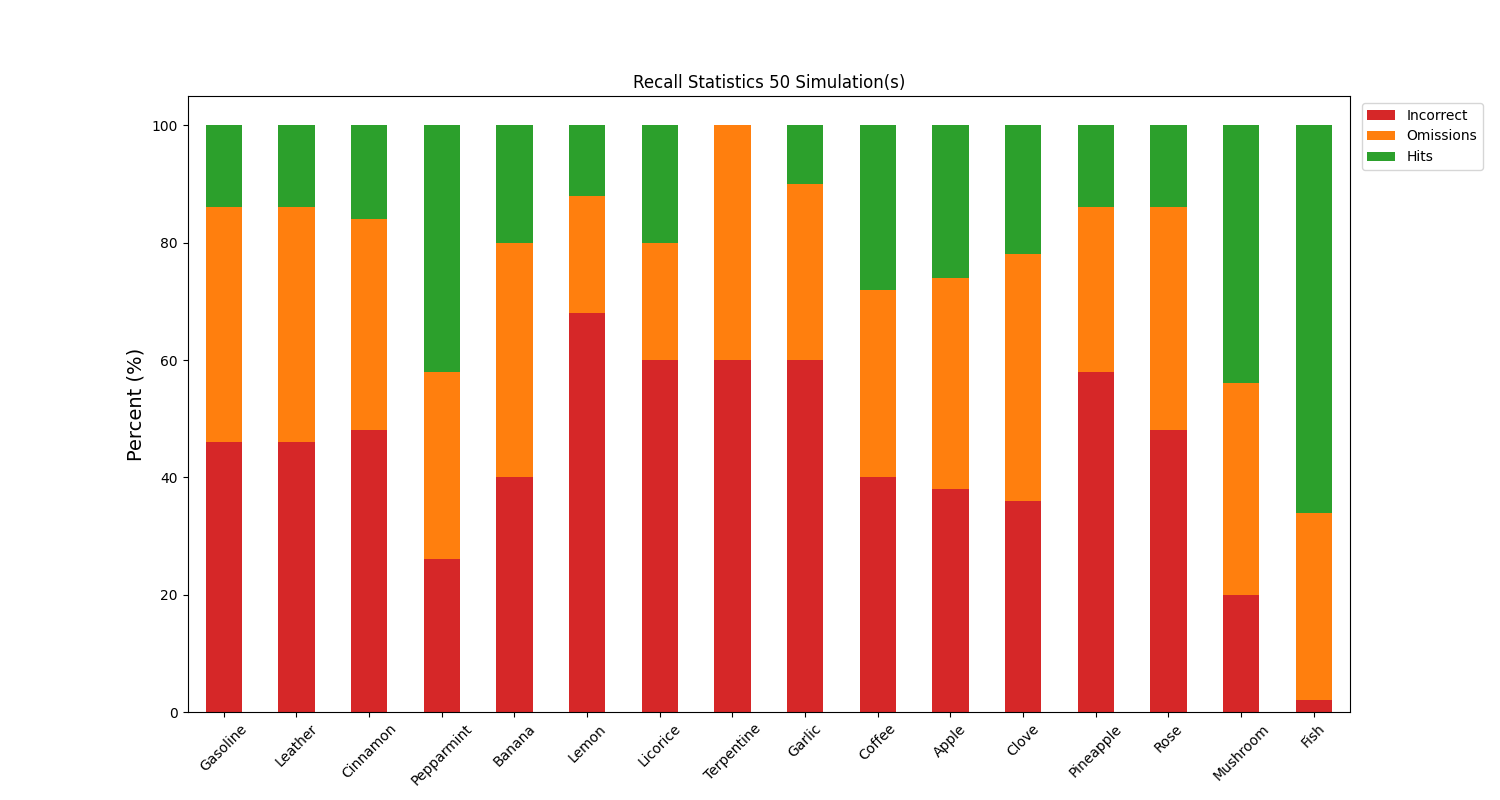 Recall Statistics 50 Simulation(s)
Incorrect
Omissions
Hits
Percent (%)
100
80
60
40
20
0
Gasoline
Leather
Cinnamon
Pepparmint
Banana
Lemon
Licorice
Terpentine
Garlic
Coffee
Apple
Clove
Pineapple
Rose
Mushroom
Fish